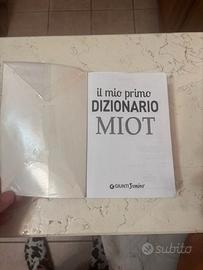 il mio primo
DIZIONARIO
MIOT
GIUNTI Junior
subito